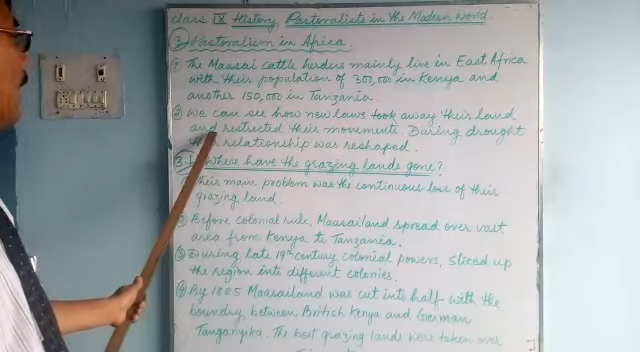 class IX History, Pastoralists in the Modern world.
3 Pastoralism in Africa.
① The Maasai cattle herders mainly live in East Africa
with their population of 300,000 in Kenya and
another 150,000 in Tanzania.
② We can see how new laws took away their land
and restricted their movements. During drought
relationship was reshaped.
3.1 Where have the grazing lands gone?
Their main problem was the continuous loss of their
grazing land.
② Before colonial rule, Maasailand spread over vast
area from Kenya to Tanzania.
③ During late 19th century colonial powers, sliced up
the region into different colonies.
④ By 1825 Maasailand was cut into half with the
boundry between British Kenya and German
Tanganyika. The best grazing lands were taken over